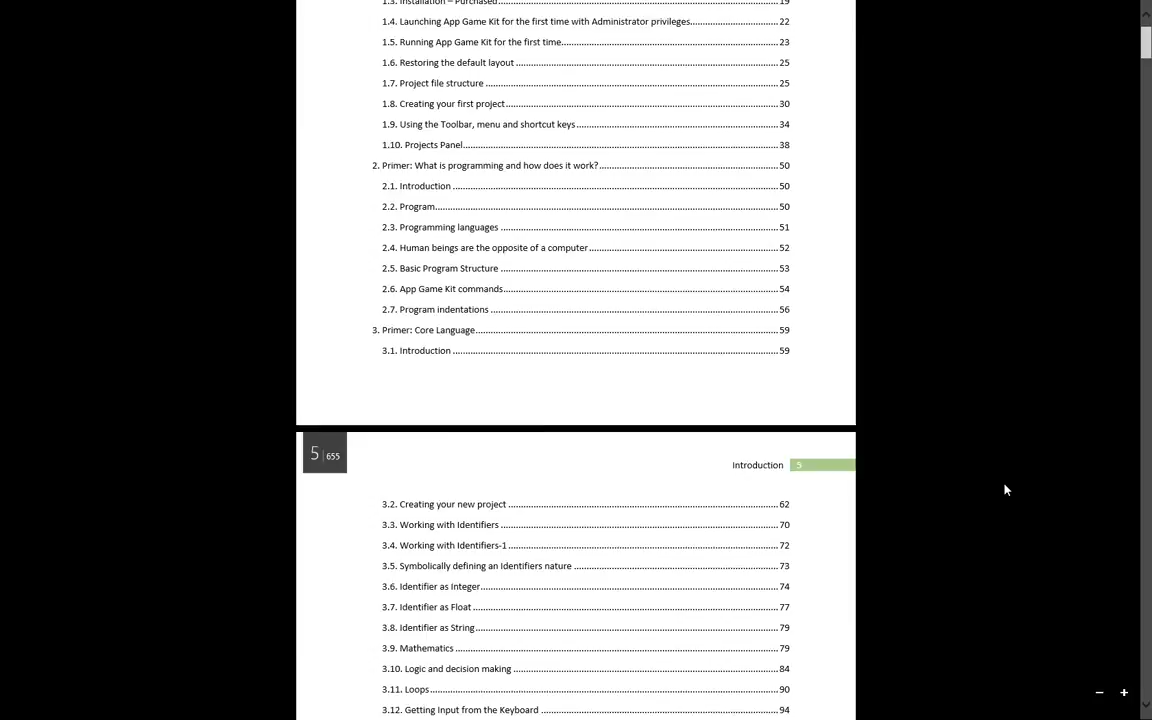 1.3. Installation – Purchased 19
1.4. Launching App Game Kit for the first time with Administrator privileges 22
1.5. Running App Game Kit for the first time 23
1.6. Restoring the default layout 25
1.7. Project file structure 25
1.8. Creating your first project 30
1.9. Using the Toolbar, menu and shortcut keys 34
1.10. Projects Panel 38
2. Primer: What is programming and how does it work? 50
2.1. Introduction 50
2.2. Program 50
2.3. Programming languages 51
2.4. Human beings are the opposite of a computer 52
2.5. Basic Program Structure 53
2.6. App Game Kit commands 54
2.7. Program indentations 56
3. Primer: Core Language 59
3.1. Introduction 59
5 | 655
Introduction 5
3.2. Creating your new project 62
3.3. Working with Identifiers 70
3.4. Working with Identifiers-1 72
3.5. Symbolically defining an Identifiers nature 73
3.6. Identifier as Integer 74
3.7. Identifier as Float 77
3.8. Identifier as String 79
3.9. Mathematics 79
3.10. Logic and decision making 84
3.11. Loops 90
3.12. Getting Input from the Keyboard 94